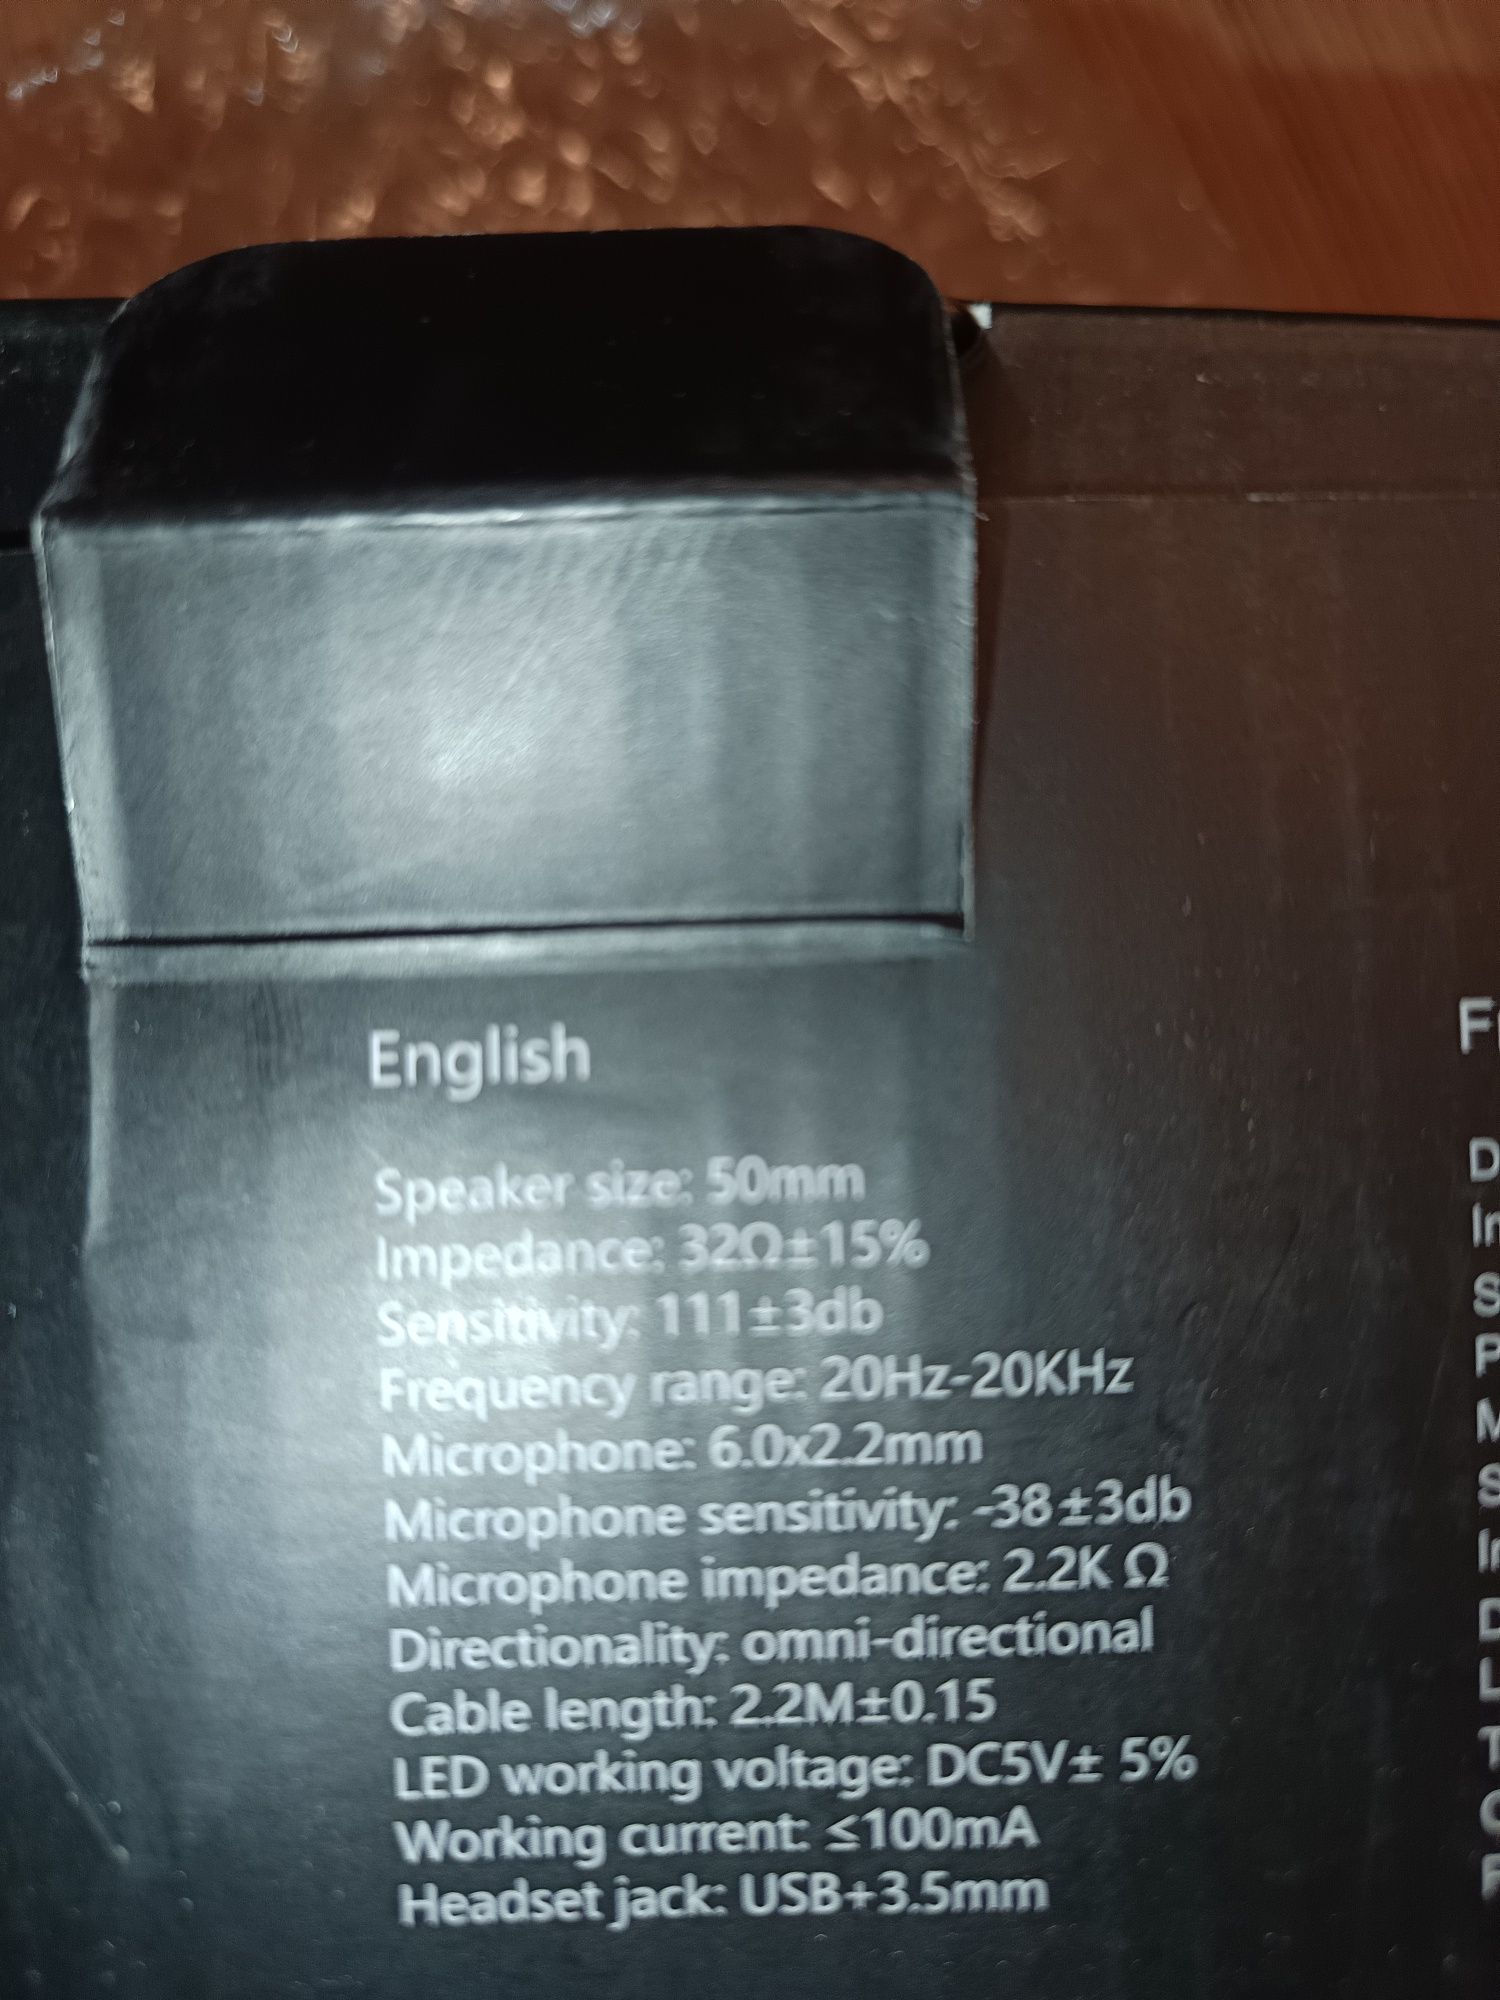 English
Speaker size: 50mm
Impedance: 32Ω±15%
Sensitivity: 111±3db
Frequency range: 20Hz-20KHz
Microphone: 6.0x2.2mm
Microphone sensitivity: -38±3db
Microphone impedance: 2.2K Ω
Directionality: omni-directional
Cable length: 2.2M±0.15
LED working voltage: DC5V± 5%
Working current: ≤100mA
Headset jack: USB+3.5mm